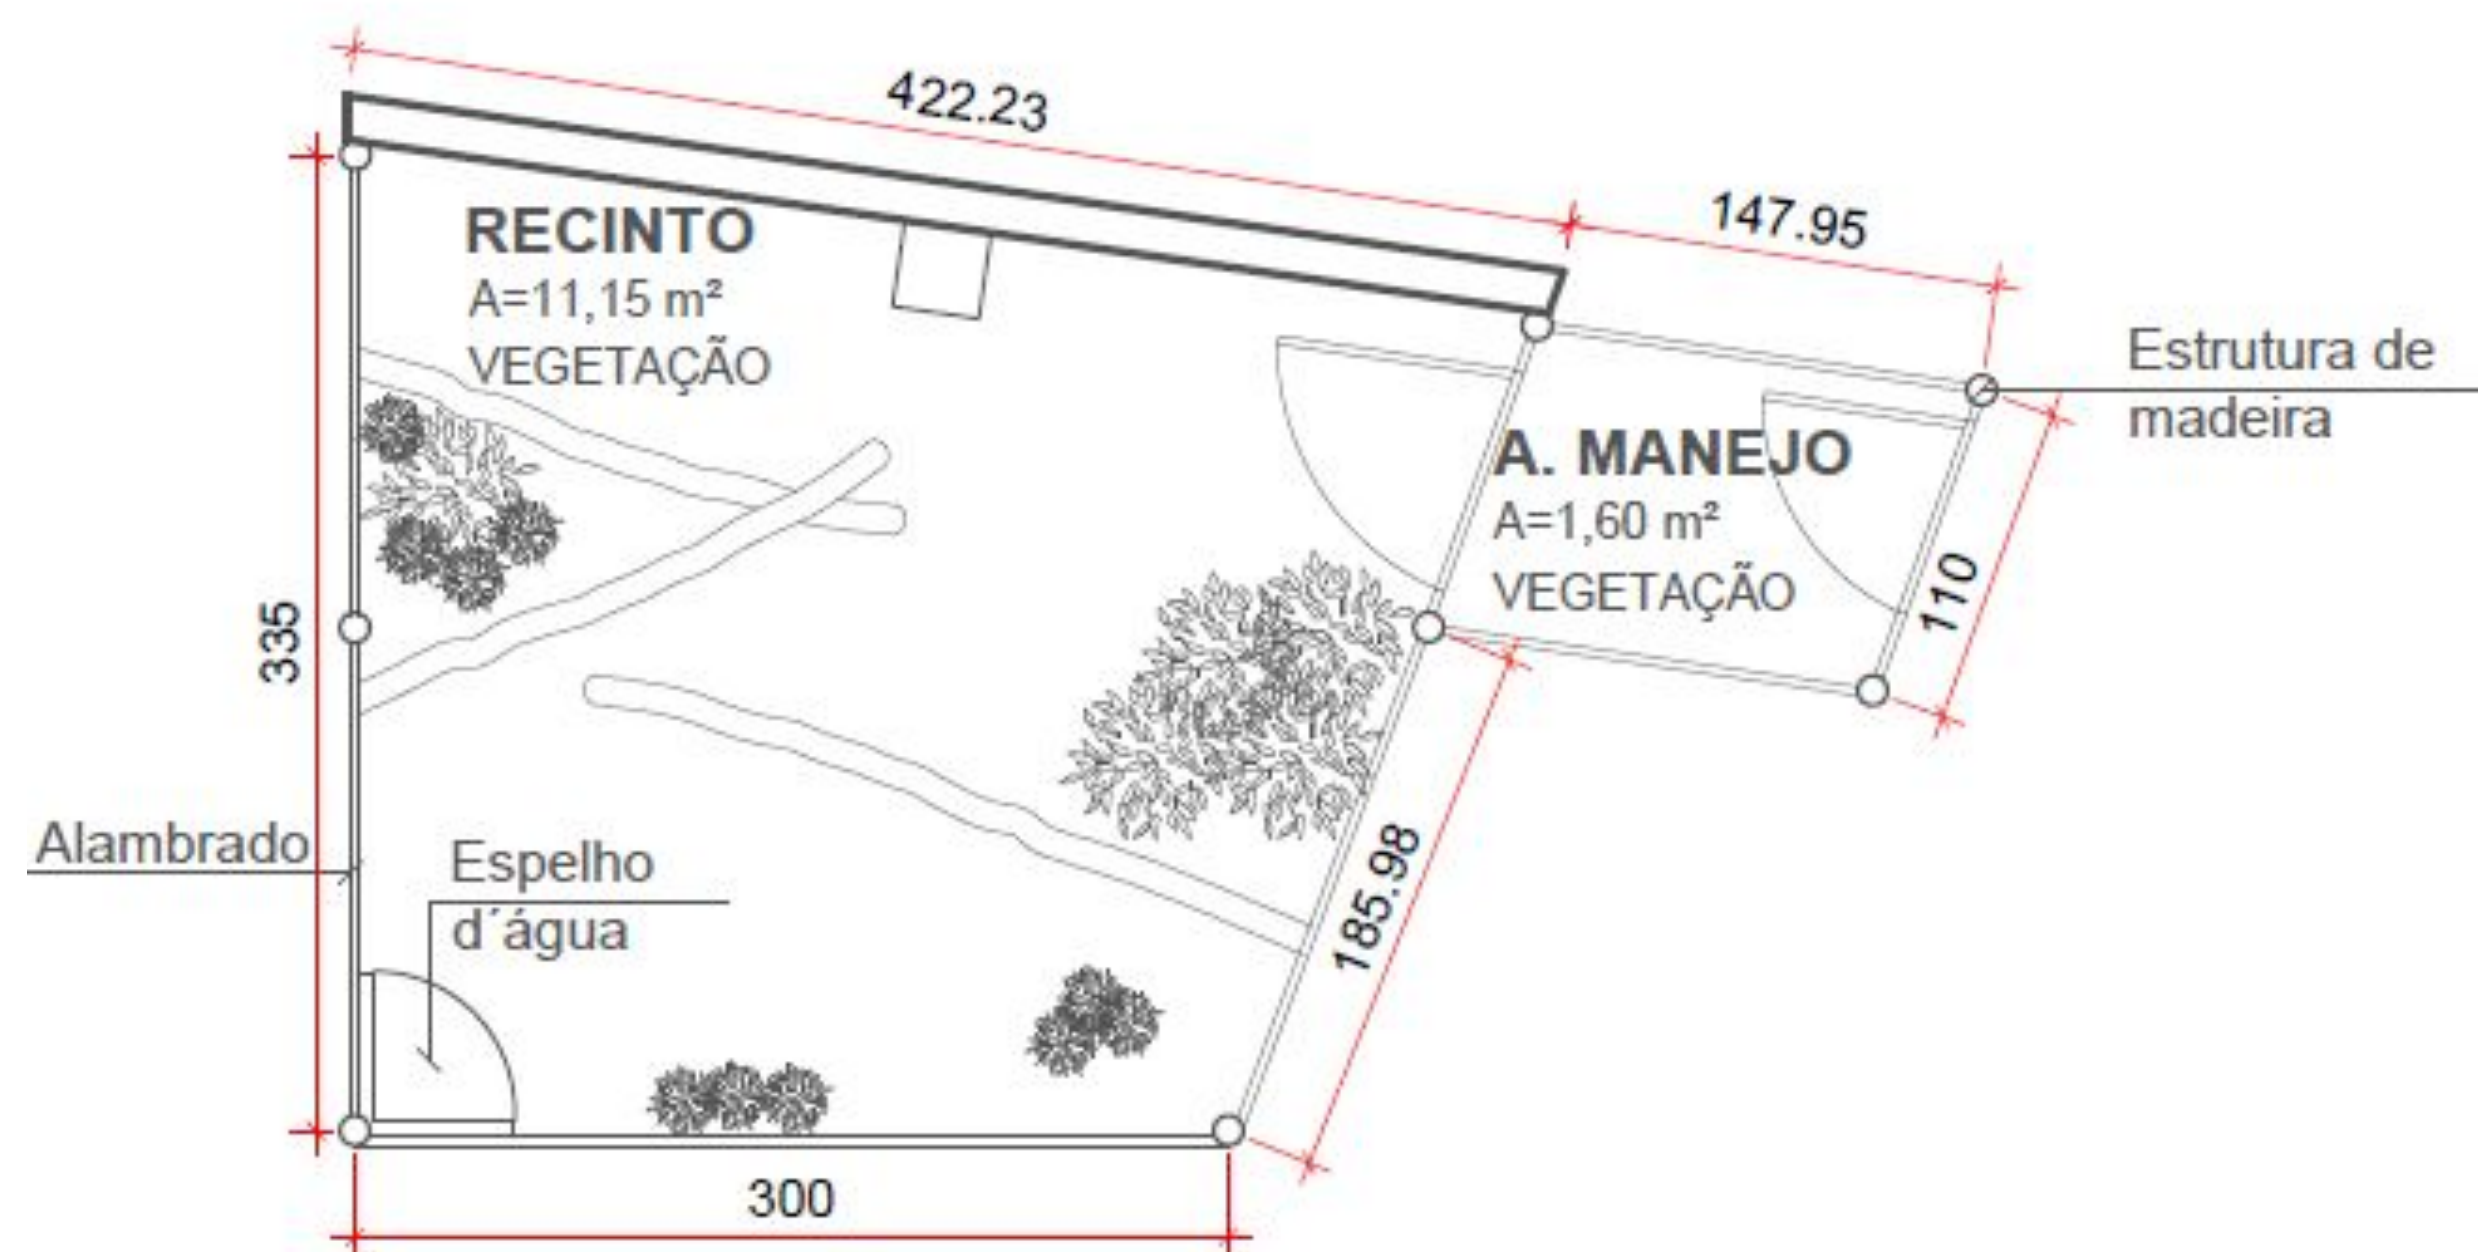 422.23
147.95
RECINTO
A=11,15 m²
VEGETAÇÃO
Estrutura de
madeira
A. MANEJO
A=1,60 m²
VEGETAÇÃO
110
335
185.98
Alambrado
Espelho
d´água
300